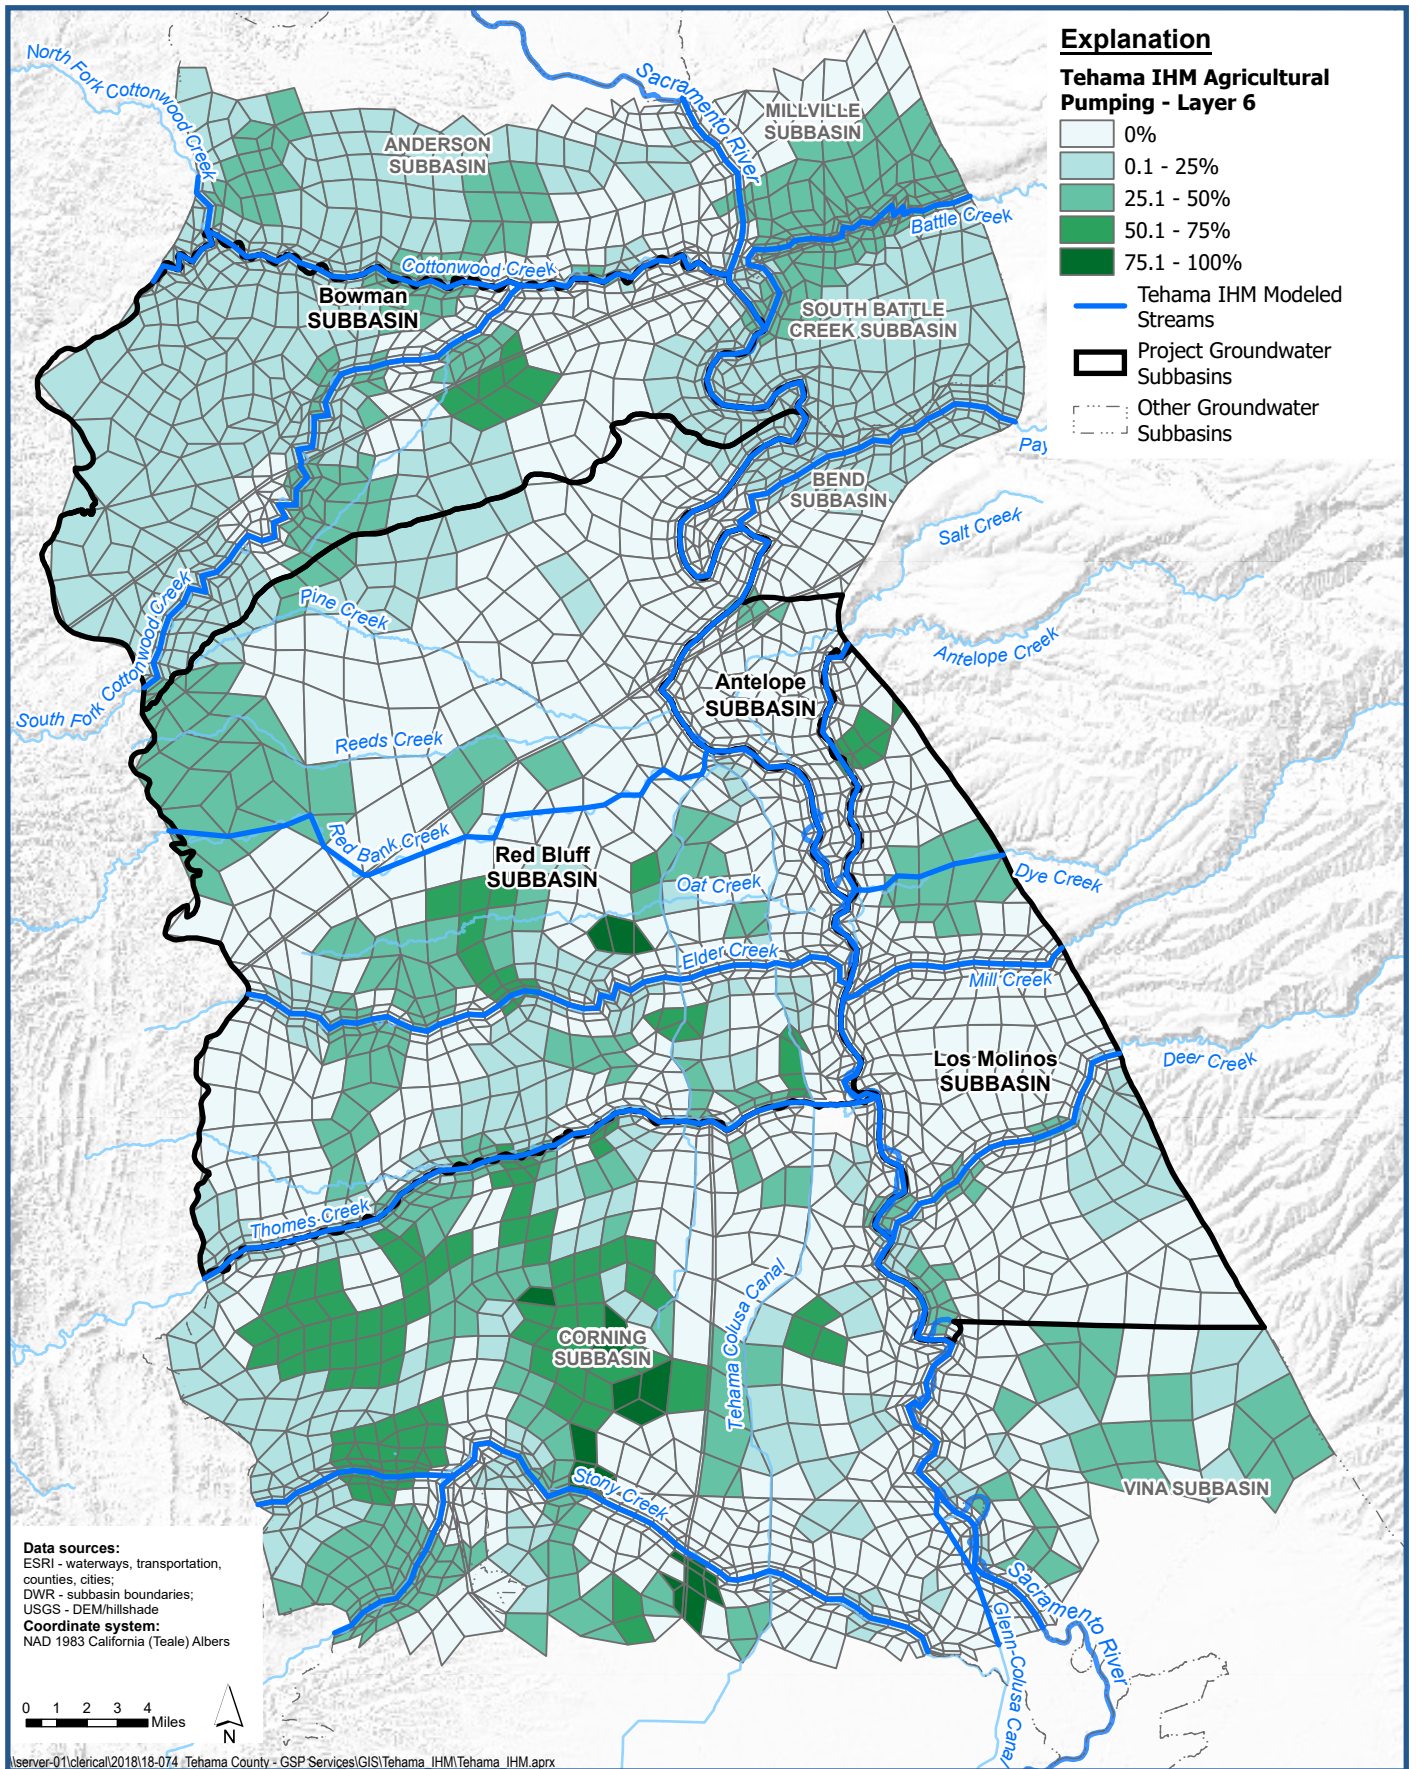 Explanation
Tehama IHM Agricultural
Pumping - Layer 6
0%
0.1 - 25%
25.1 - 50%
50.1 - 75%
75.1 - 100%
Tehama IHM Modeled
Streams
Project Groundwater
Subbasins
Other Groundwater
Subbasins
North Fork Cottonwood Creek
Sacramento River
MILLVILLE
SUBBASIN
ANDERSON
SUBBASIN
Battle Creek
Cottonwood Creek
Bowman
SUBBASIN
SOUTH BATTLE
CREEK SUBBASIN
Pay
BEND
SUBBASIN
Salt Creek
Pine Creek
South Fork Cottonwood Creek
Antelope Creek
Antelope
SUBBASIN
Reeds Creek
Red Bank Creek
Red Bluff
SUBBASIN
Oat Creek
Dye Creek
Elder Creek
Mill Creek
Los Molinos
SUBBASIN
Deer Creek
Thomes Creek
Tehama Colusa Canal
CORNING
SUBBASIN
Stony Creek
VINA SUBBASIN
Sacramento River
Glenn-Colusa Canal
Data sources:
ESRI - waterways, transportation,
counties, cities;
DWR - subbasin boundaries;
USGS - DEM/hillshade
Coordinate system:
NAD 1983 California (Teale) Albers
0 1 2 3 4
Miles
N
\\server-01\clerical\2018\18-074_Tehama County - GSP Services\GIS\Tehama_IHM\Tehama_IHM.aprx